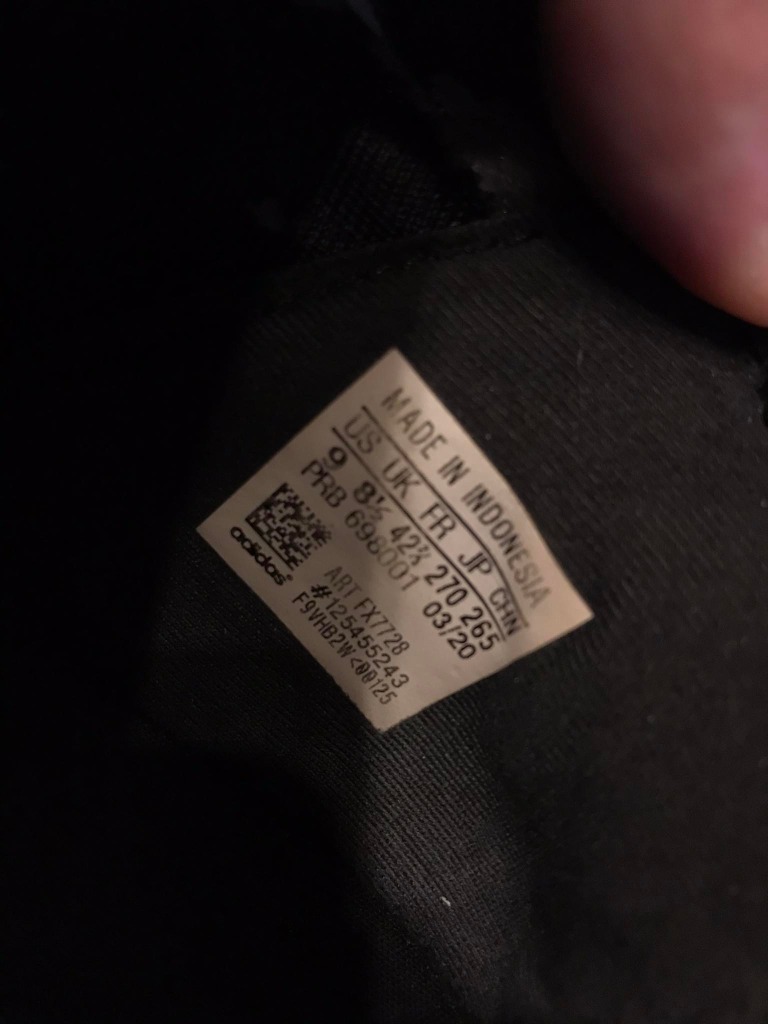 MADE IN INDONESIA
US UK FR JP CHN
9 8½ 42⅔ 270 265
PRB 698001 03/20
ART FX7728
#125455243
F9VHB2W<00125
adidas®